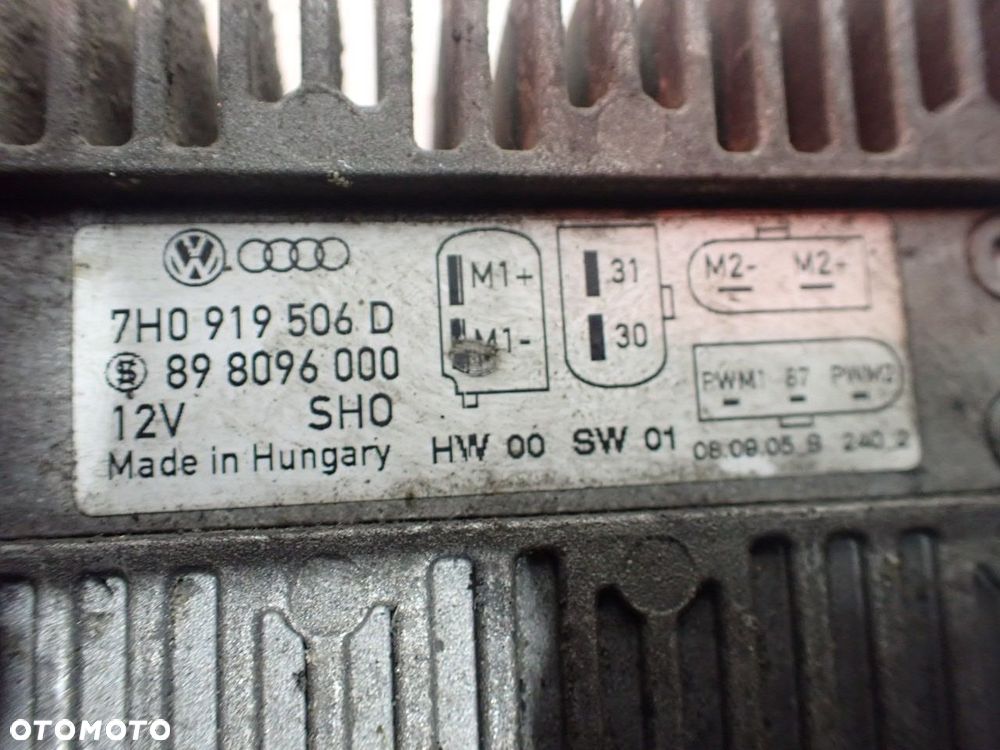 VW
7H0 919 506 D
89 8096 000
12V SHO
Made in Hungary
M1+
M1-
31
30
M2- M2+
PWM1 87 PWM2
HW 00 SW 01
08.09.05 240 2
OTOMOTO